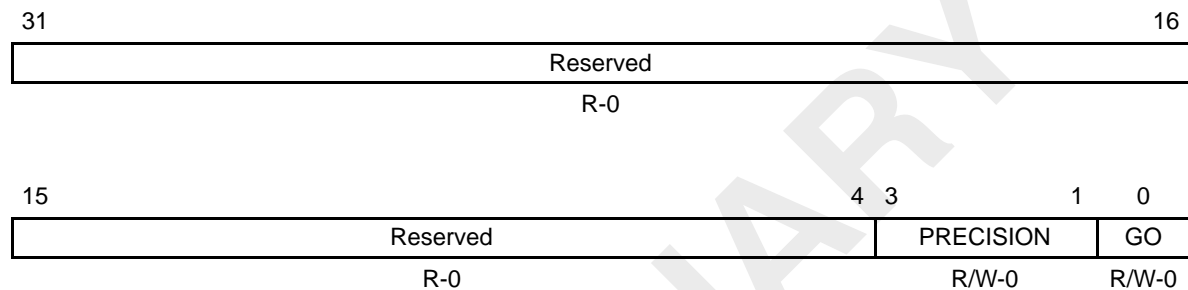 31 16
Reserved
R-0
15 4 3 1 0
Reserved PRECISION GO
R-0 R/W-0 R/W-0